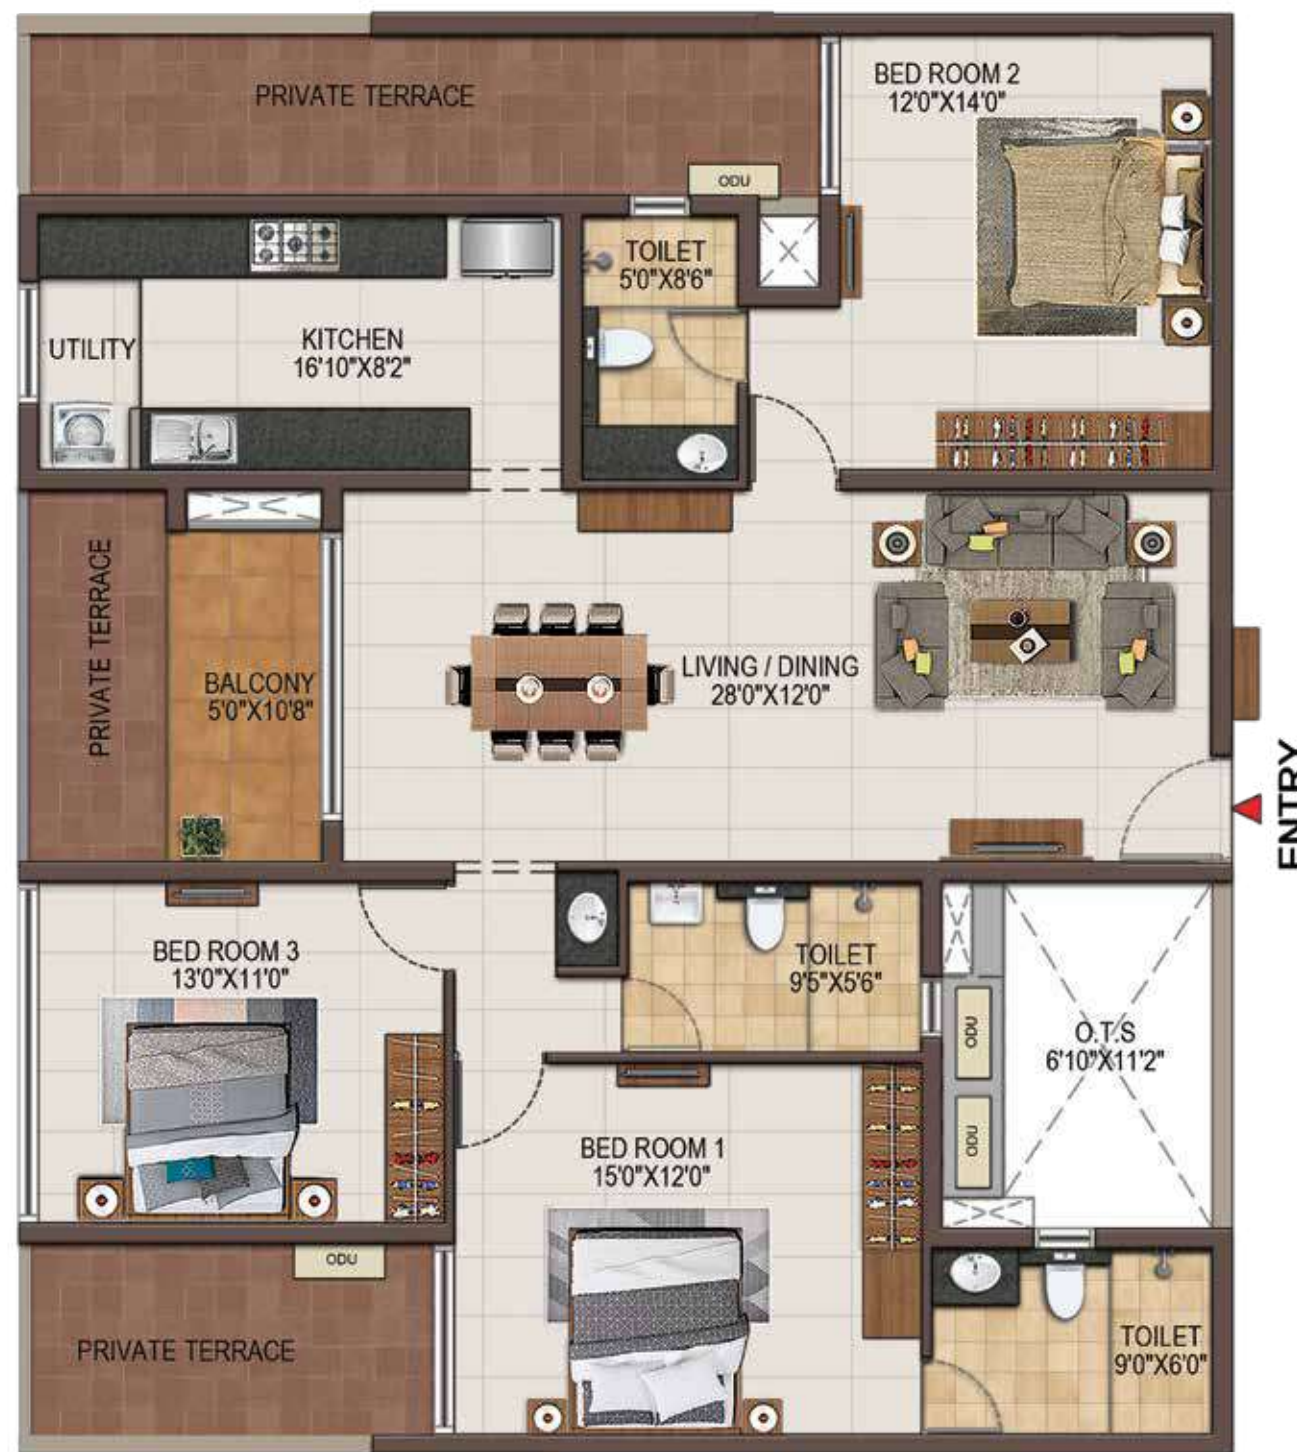 PRIVATE TERRACE
BED ROOM 2
12'0"X14'0"
ODU
TOILET
5'0"X8'6"
UTILITY
KITCHEN
16'10"X8'2"
PRIVATE TERRACE
BALCONY
5'0"X10'8"
LIVING / DINING
28'0"X12'0"
ENTRY
BED ROOM 3
13'0"X11'0"
TOILET
9'5"X5'6"
ODU
O.T.S
6'10"X11'2"
ODU
BED ROOM 1
15'0"X12'0"
ODU
PRIVATE TERRACE
TOILET
9'0"X6'0"